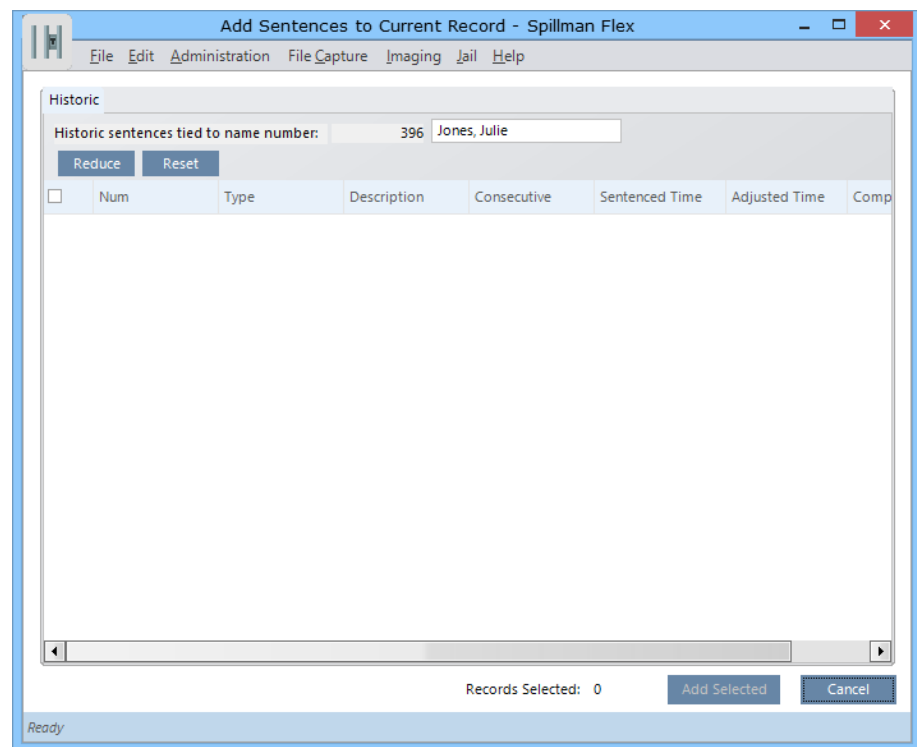 Add Sentences to Current Record - Spillman Flex
File Edit Administration File Capture Imaging Jail Help
Historic
Historic sentences tied to name number: 396 Jones, Julie
Reduce Reset
Num Type Description Consecutive Sentenced Time Adjusted Time Comp
Records Selected: 0 Add Selected Cancel
Ready